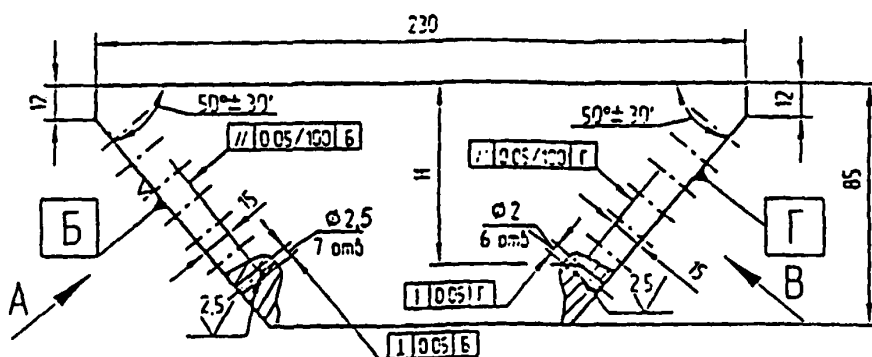 230
12
50°±30'
50°±30'
12
// 0.05/100 Б
// 0.05/100 Г
H
85
15
Б
Г
Ø2,5
7 отв
Ø2
6 отв
15
А
В
⊥ 0.05 Г
2,5
2,5
⊥ 0.05 Б